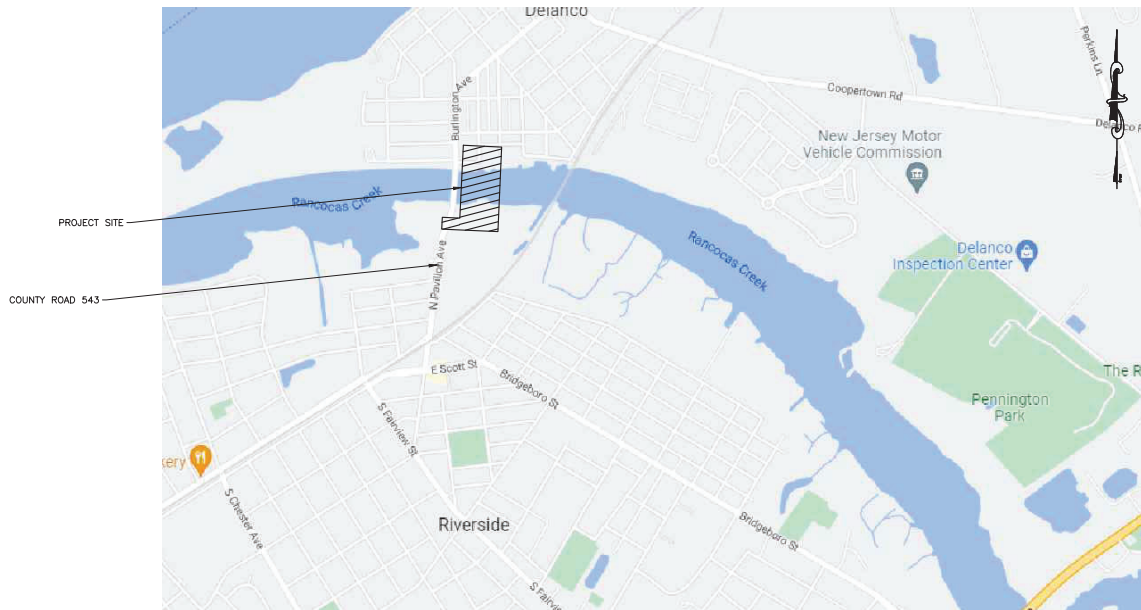 Delanco
Perkins Ln
Burlington Ave
Coopertown Rd
Delanco R
New Jersey Motor
Vehicle Commission
PROJECT SITE
Rancocas Creek
Rancocas Creek
Delanco
Inspection Center
N Pavilion Ave
COUNTY ROAD 543
E Scott St
Bridgeboro St
The R
Pennington
Park
S Fairview St
kery
S Chester Ave
Riverside
Bridgeboro St
S Fairview